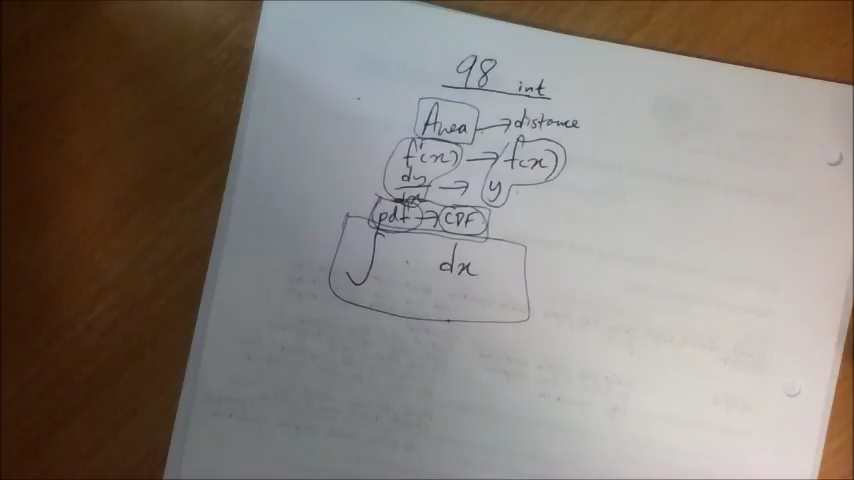 98 int
Area → distance
f'(x) → f(x)
dy/dx → y
pdf → CDF
∫ dx